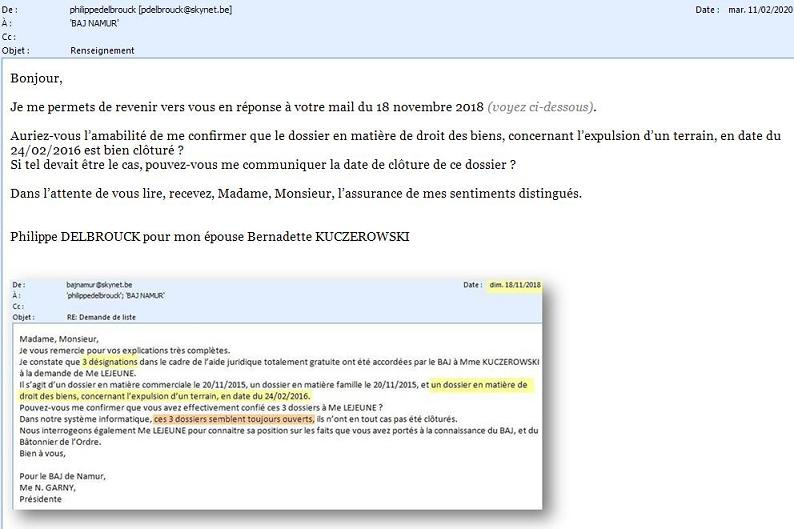 De : philippedelbrouck [pdelbrouck@skynet.be] Date : mar. 11/02/2020
À : 'BAJ NAMUR'
Cc :
Objet : Renseignement
Bonjour,
Je me permets de revenir vers vous en réponse à votre mail du 18 novembre 2018 (voyez ci-dessous).
Auriez-vous l'amabilité de me confirmer que le dossier en matière de droit des biens, concernant l'expulsion d'un terrain, en date du
24/02/2016 est bien clôturé ?
Si tel devait être le cas, pouvez-vous me communiquer la date de clôture de ce dossier ?
Dans l'attente de vous lire, recevez, Madame, Monsieur, l'assurance de mes sentiments distingués.
Philippe DELBROUCK pour mon épouse Bernadette KUCZEROWSKI
De : bajnamur@skynet.be Date : dim. 18/11/2018
À : 'philippedelbrouck'; 'BAJ NAMUR'
Cc :
Objet : RE: Demande de liste
Madame, Monsieur,
Je vous remercie pour vos explications très complètes.
Je constate que 3 désignations dans le cadre de l'aide juridique totalement gratuite ont été accordées par le BAJ à Mme KUCZEROWSKI
à la demande de Me LEJEUNE.
Il s'agit d'un dossier en matière commerciale le 20/11/2015, un dossier en matière famille le 20/11/2015, et un dossier en matière de
droit des biens, concernant l'expulsion d'un terrain, en date du 24/02/2016.
Pouvez-vous me confirmer que vous avez effectivement confié ces 3 dossiers à Me LEJEUNE ?
Dans notre système informatique, ces 3 dossiers semblent toujours ouverts, ils n'ont en tout cas pas été clôturés.
Nous interrogeons également Me LEJEUNE pour connaitre sa position sur les faits que vous avez portés à la connaissance du BAJ, et du
Bâtonnier de l'Ordre.
Bien à vous,
Pour le BAJ de Namur,
Me N. GARNY,
Présidente